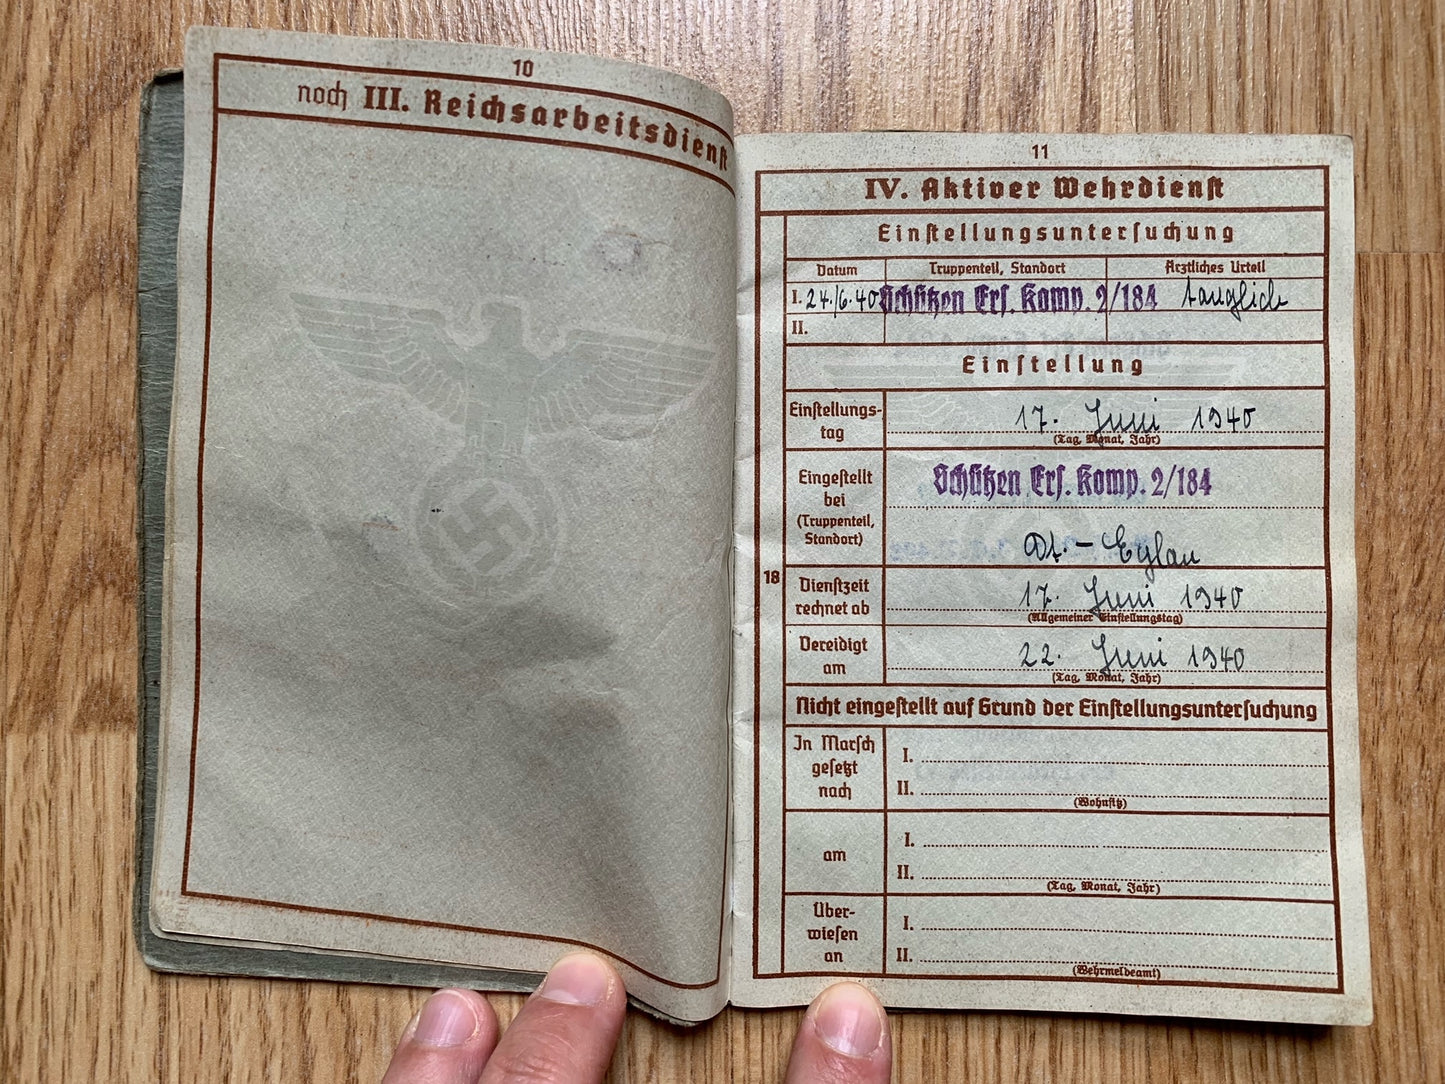 10
noch III. Reichsarbeitsdienst
11
IV. Aktiver Wehrdienst
Einstellungsuntersuchung
Datum Truppenteil, Standort Ärztliches Urteil
I. 24./6.40 Schützen Ers. Komp. 2/184 tauglich
II.
Einstellung
Einstellungs-
tag
17. Juni 1940
(Tag, Monat, Jahr)
Eingestellt
bei
(Truppenteil,
Standort)
Schützen Ers. Komp. 2/184
Dt.-Eylau
18
Dienstzeit
rechnet ab
17. Juni 1940
(Allgemeiner Einstellungstag)
Vereidigt
am
22. Juni 1940
(Tag, Monat, Jahr)
Nicht eingestellt auf Grund der Einstellungsuntersuchung
In Marsch
gesetzt
nach
I.
II.
(Wohnsitz)
am
I.
II.
(Tag, Monat, Jahr)
Über-
wiesen
an
I.
II.
(Wehrmeldeamt)